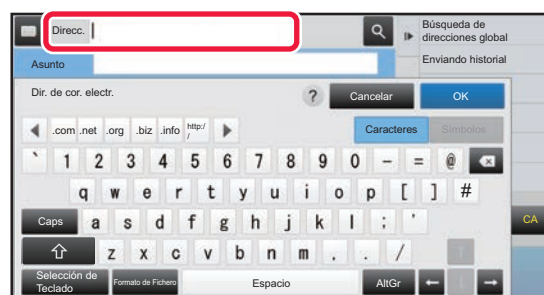 Direcc.
Búsqueda de
direcciones global
Asunto
Enviando historial
Dir. de cor. electr.
?
Cancelar
OK
.com .net .org .biz .info http:/
/
Caracteres
Símbolos
` 1 2 3 4 5 6 7 8 9 0 - = @
q w e r t y u i o p [ ] #
Caps a s d f g h j k l ; '
CA
z x c v b n m . . /
Selección de
Teclado
Formato de Fichero
Espacio
AltGr